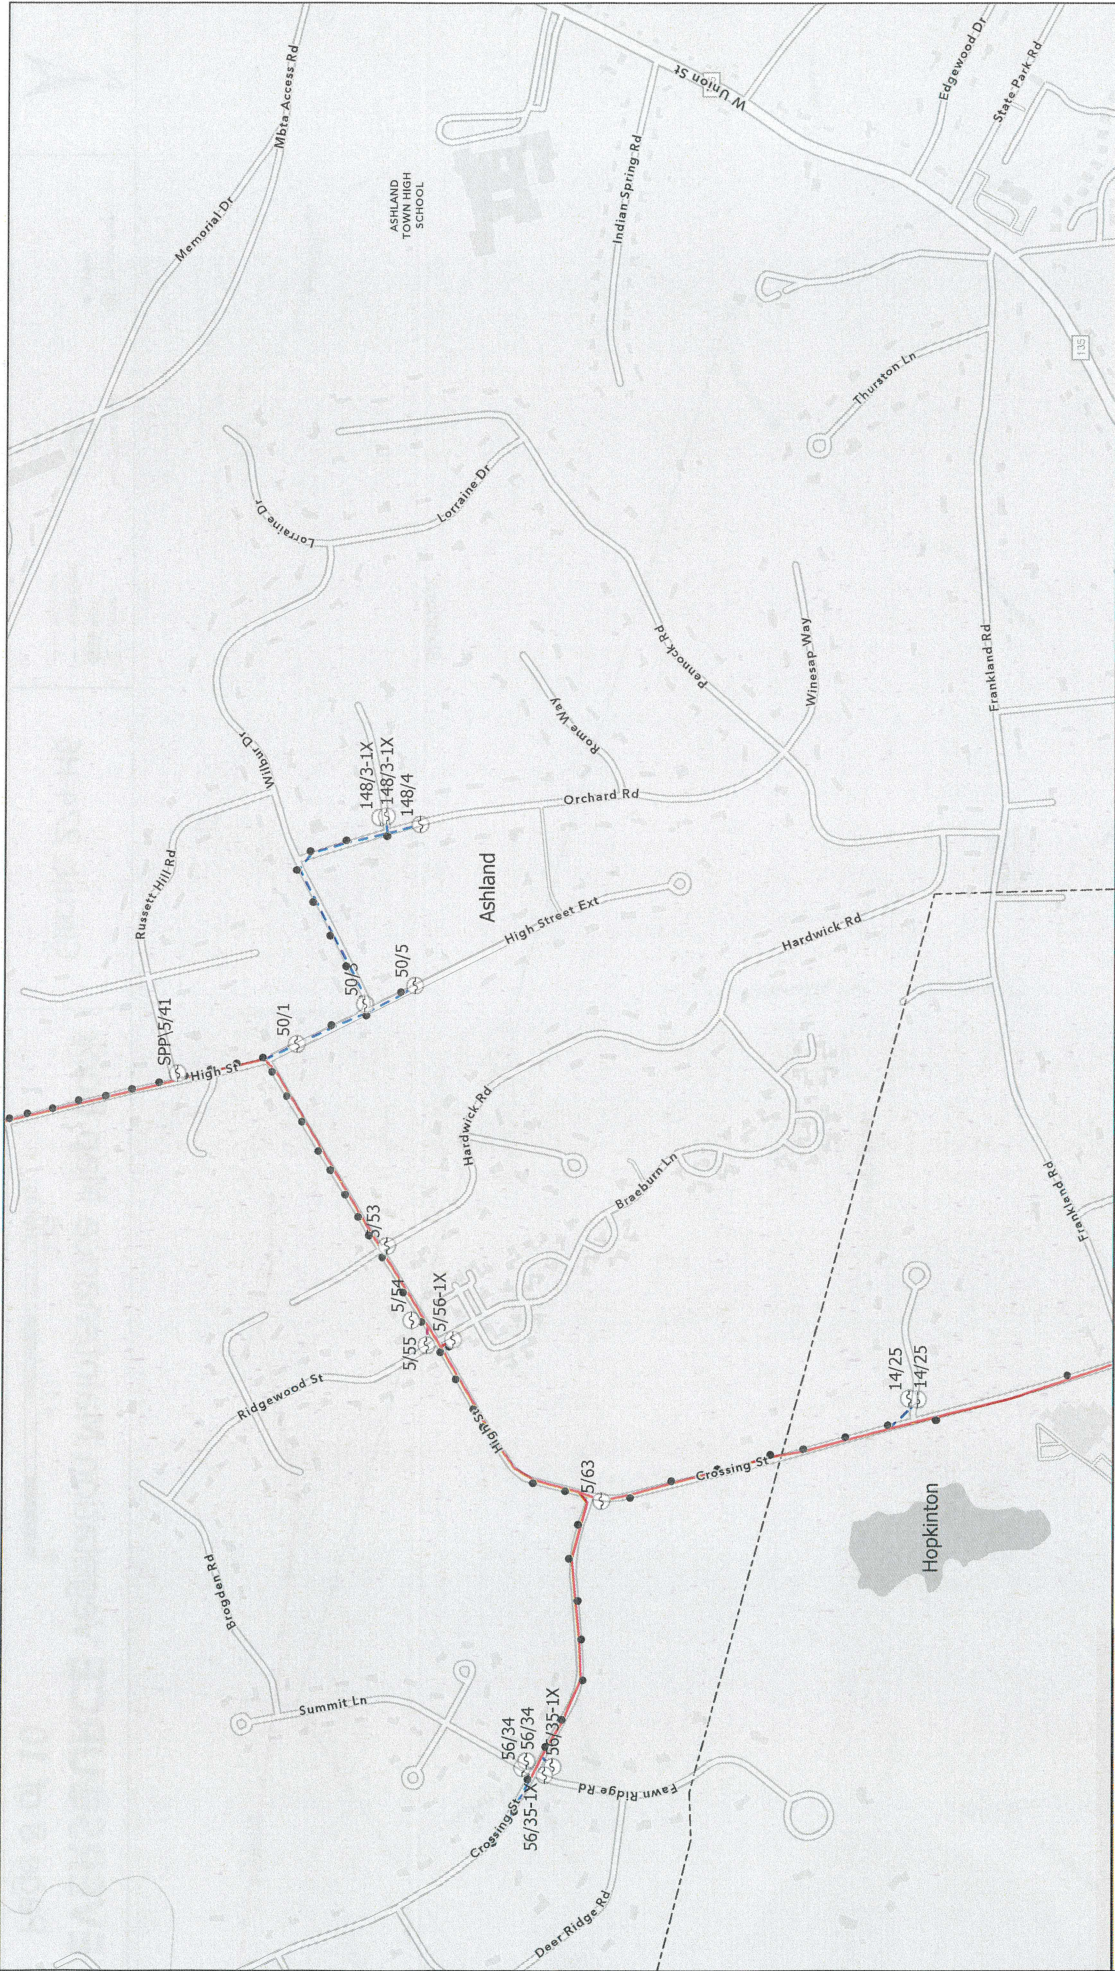 Mbta Access Rd
Memorial Dr
ASHLAND
TOWN HIGH
SCHOOL
W Union St
Edgewood Dr
State Park Rd
Indian Spring Rd
135
Thurston Ln
Lorraine Dr
Lorraine Dr
Wilbur Dr
Pennock Rd
Winesap Way
Frankland Rd
Rome Way
Orchard Rd
148/3-1X
148/3-1X
148/4
Russett Hill Rd
Ashland
High Street Ext
Hardwick Rd
SPP\5/41
50/1
50/3
50/5
High St
Hardwick Rd
Braeburn Ln
Frankland Rd
5/53
5/54
5/55
5/56-1X
Ridgewood St
High St
14/25
14/25
5/63
Crossing St
Hopkinton
Brogden Rd
Summit Ln
56/34
56/34
56/35-1X
56/35-1X
Crossing St
Fawn Ridge Rd
Deer Ridge Rd